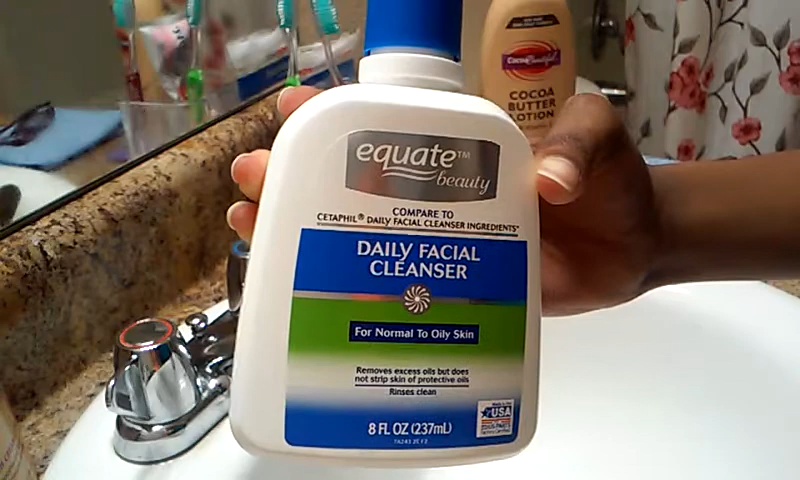 equate™
beauty
COMPARE TO
CETAPHIL® DAILY FACIAL CLEANSER INGREDIENTS*
DAILY FACIAL
CLEANSER
For Normal To Oily Skin
Removes excess oils but does
not strip skin of protective oils
Rinses clean
8 FL OZ (237mL)
USA
COCOA
BUTTER
LOTION